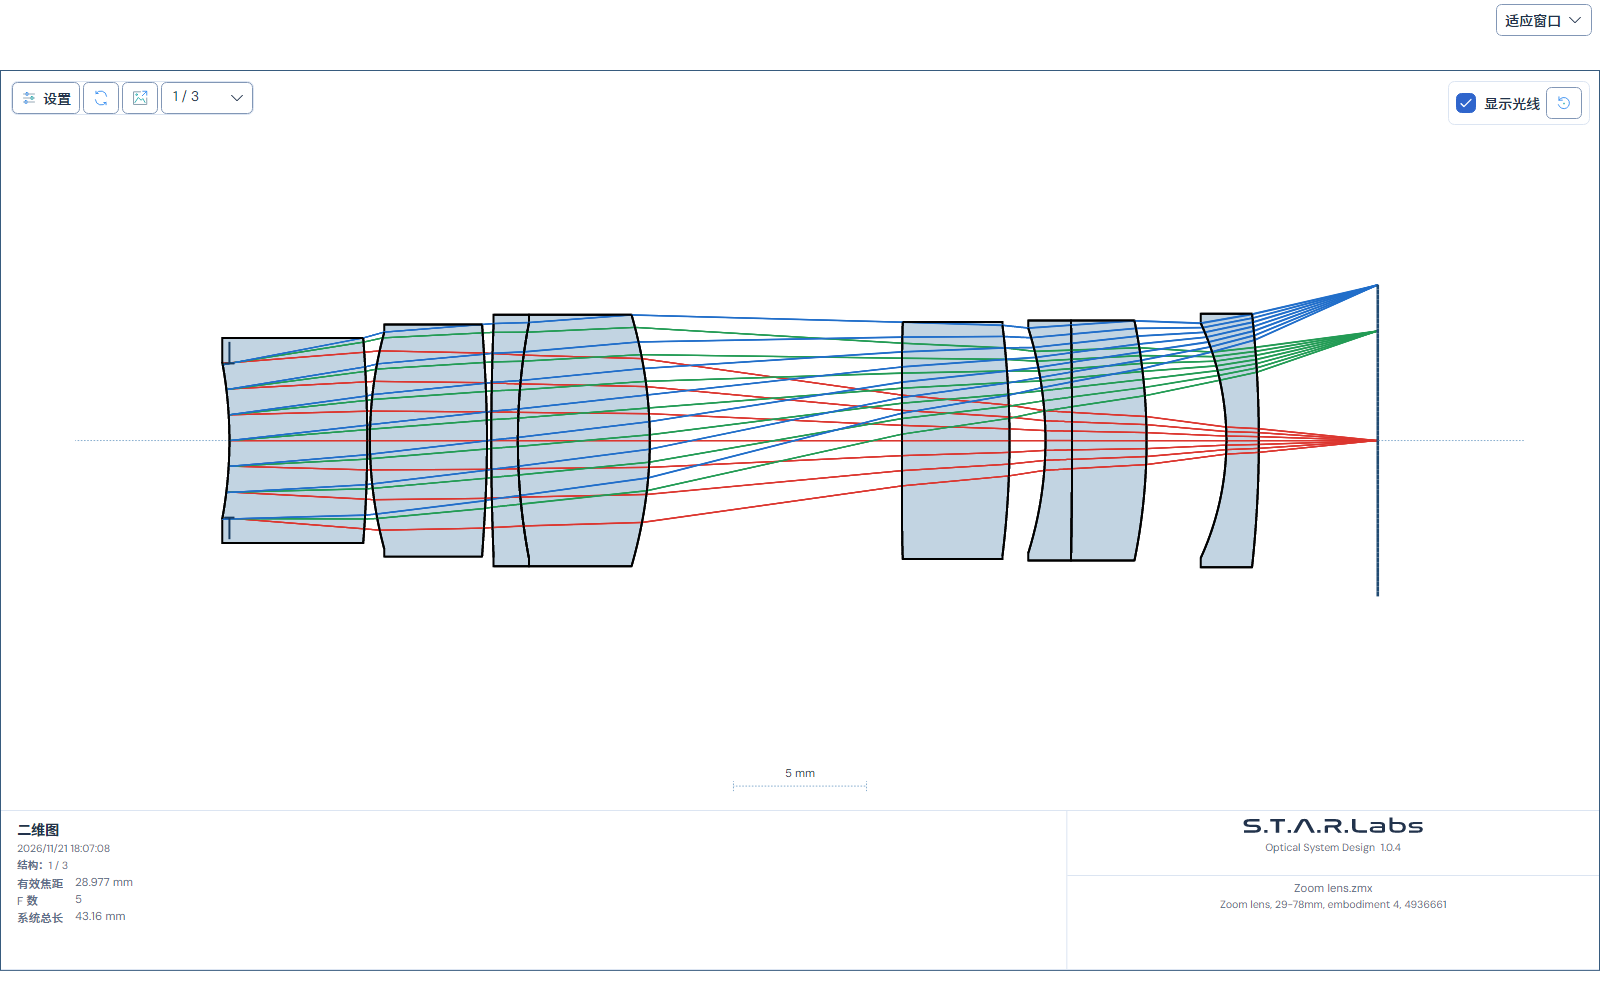 适应窗口
设置
1 / 3
显示光线
5 mm
二维图
2026/11/21 18:07:08
结构: 1 / 3
有效焦距 28.977 mm
F 数 5
系统总长 43.16 mm
S.T.A.R.Labs
Optical System Design 1.0.4
Zoom lens.zmx
Zoom lens, 29-78mm, embodiment 4, 4936661